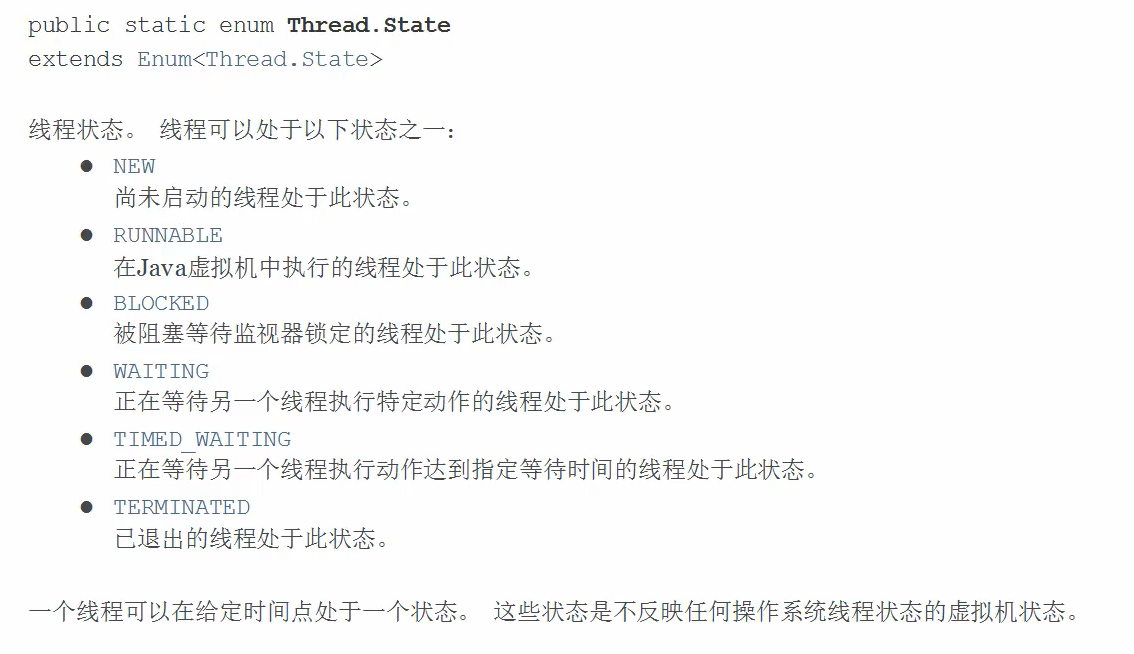 public static enum Thread.State
extends Enum<Thread.State>
线程状态。 线程可以处于以下状态之一:
● NEW
尚未启动的线程处于此状态。
● RUNNABLE
在Java虚拟机中执行的线程处于此状态。
● BLOCKED
被阻塞等待监视器锁定的线程处于此状态。
● WAITING
正在等待另一个线程执行特定动作的线程处于此状态。
● TIMED_WAITING
正在等待另一个线程执行动作达到指定等待时间的线程处于此状态。
● TERMINATED
已退出的线程处于此状态。
一个线程可以在给定时间点处于一个状态。 这些状态是不反映任何操作系统线程状态的虚拟机状态。